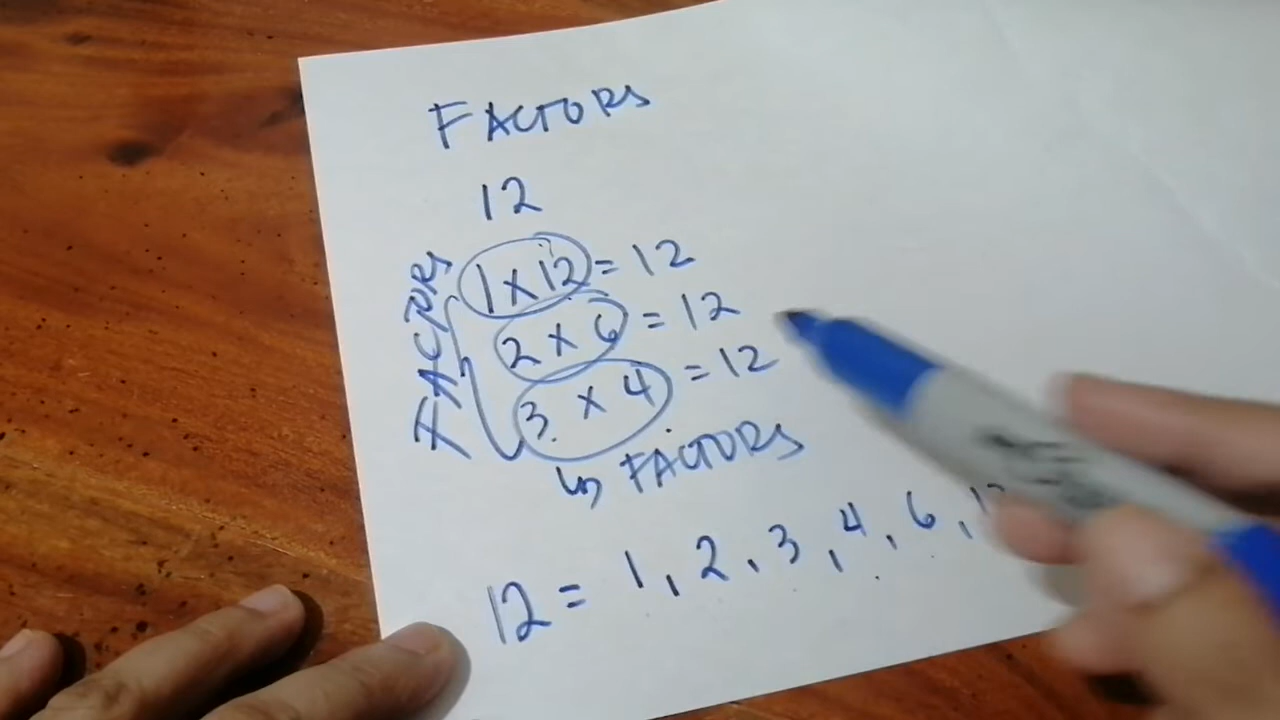 FACTORS
12
FACTORS
1 x 12 = 12
2 x 6 = 12
3 x 4 = 12
↳ FACTORS
12 = 1, 2, 3, 4, 6,